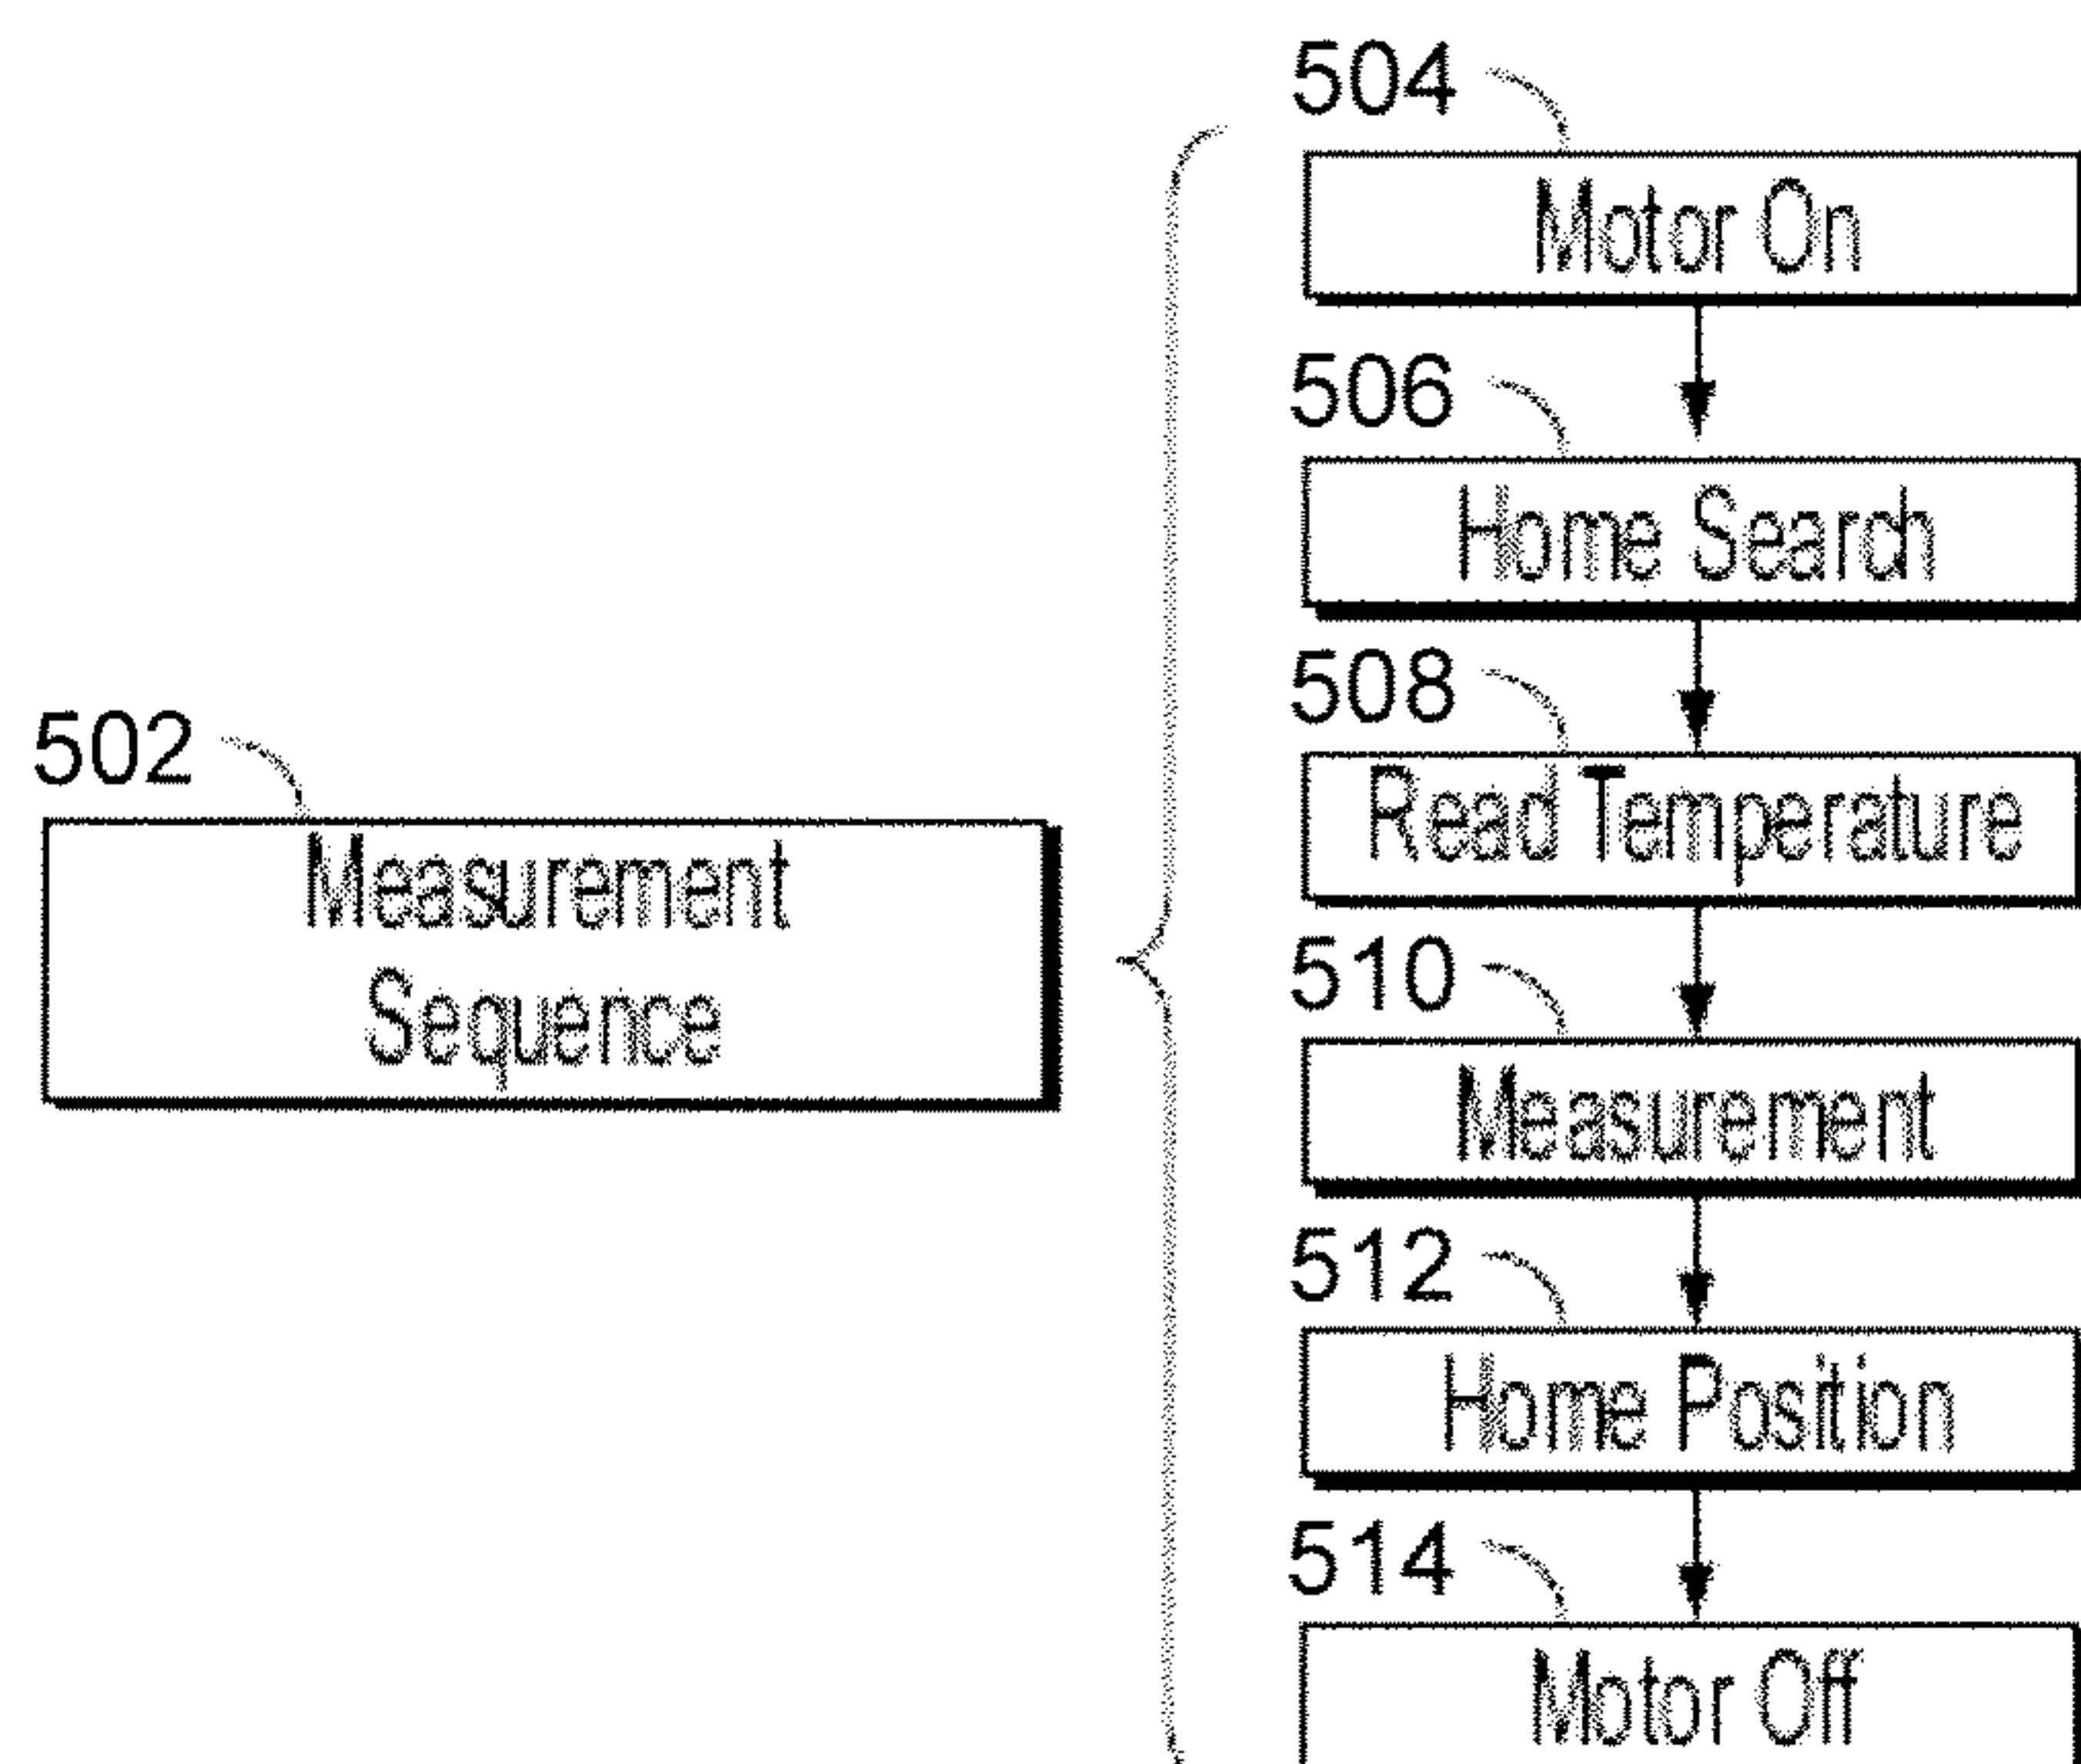 502
Measurement
Sequence
504
Motor On
506
Home Search
508
Read Temperature
510
Measurement
512
Home Position
514
Motor Off